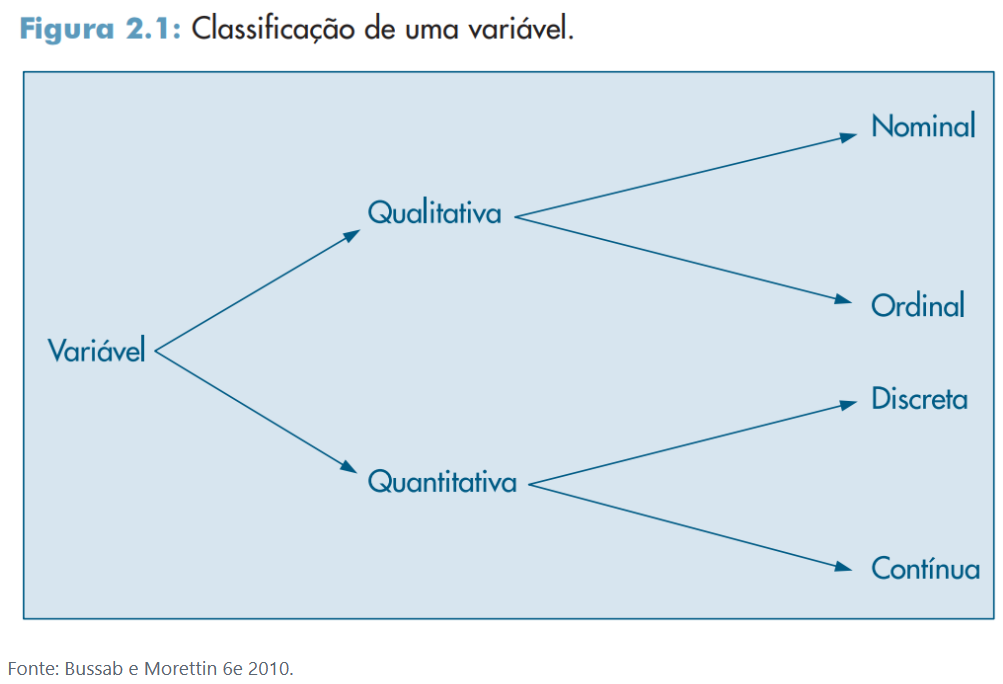 Figura 2.1: Classificação de uma variável.
Nominal
Qualitativa
Ordinal
Variável
Discreta
Quantitativa
Contínua
Fonte: Bussab e Morettin 6e 2010.